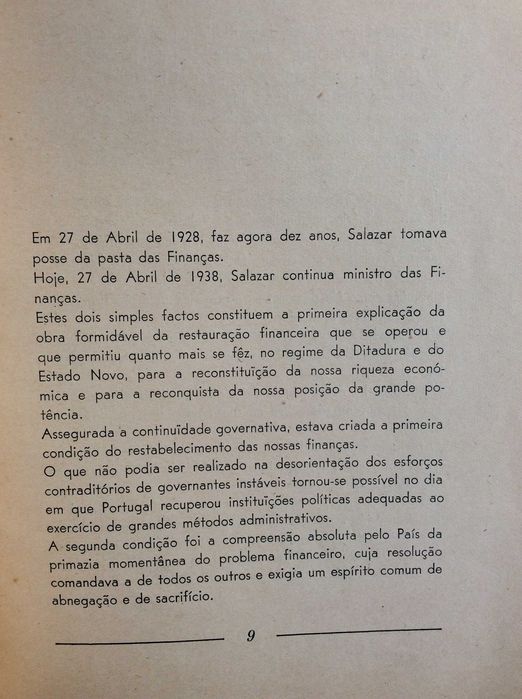 Em 27 de Abril de 1928, faz agora dez anos, Salazar tomava
posse da pasta das Finanças.
Hoje, 27 de Abril de 1938, Salazar continua ministro das Fi-
nanças.
Estes dois simples factos constituem a primeira explicação da
obra formidável da restauração financeira que se operou e
que permitiu quanto mais se fêz, no regime da Ditadura e do
Estado Novo, para a reconstituïção da nossa riqueza econó-
mica e para a reconquista da nossa posição da grande po-
tência.
Assegurada a continuïdade governativa, estava criada a primeira
condição do restabelecimento das nossas finanças.
O que não podia ser realizado na desorientação dos esforços
contraditórios de governantes instáveis tornou-se possível no dia
em que Portugal recuperou instituïções políticas adequadas ao
exercício de grandes métodos administrativos.
A segunda condição foi a compreensão absoluta pelo País da
primazia momentânea do problema financeiro, cuja resolução
comandava a de todos os outros e exigia um espírito comum de
abnegação e de sacrifício.
9